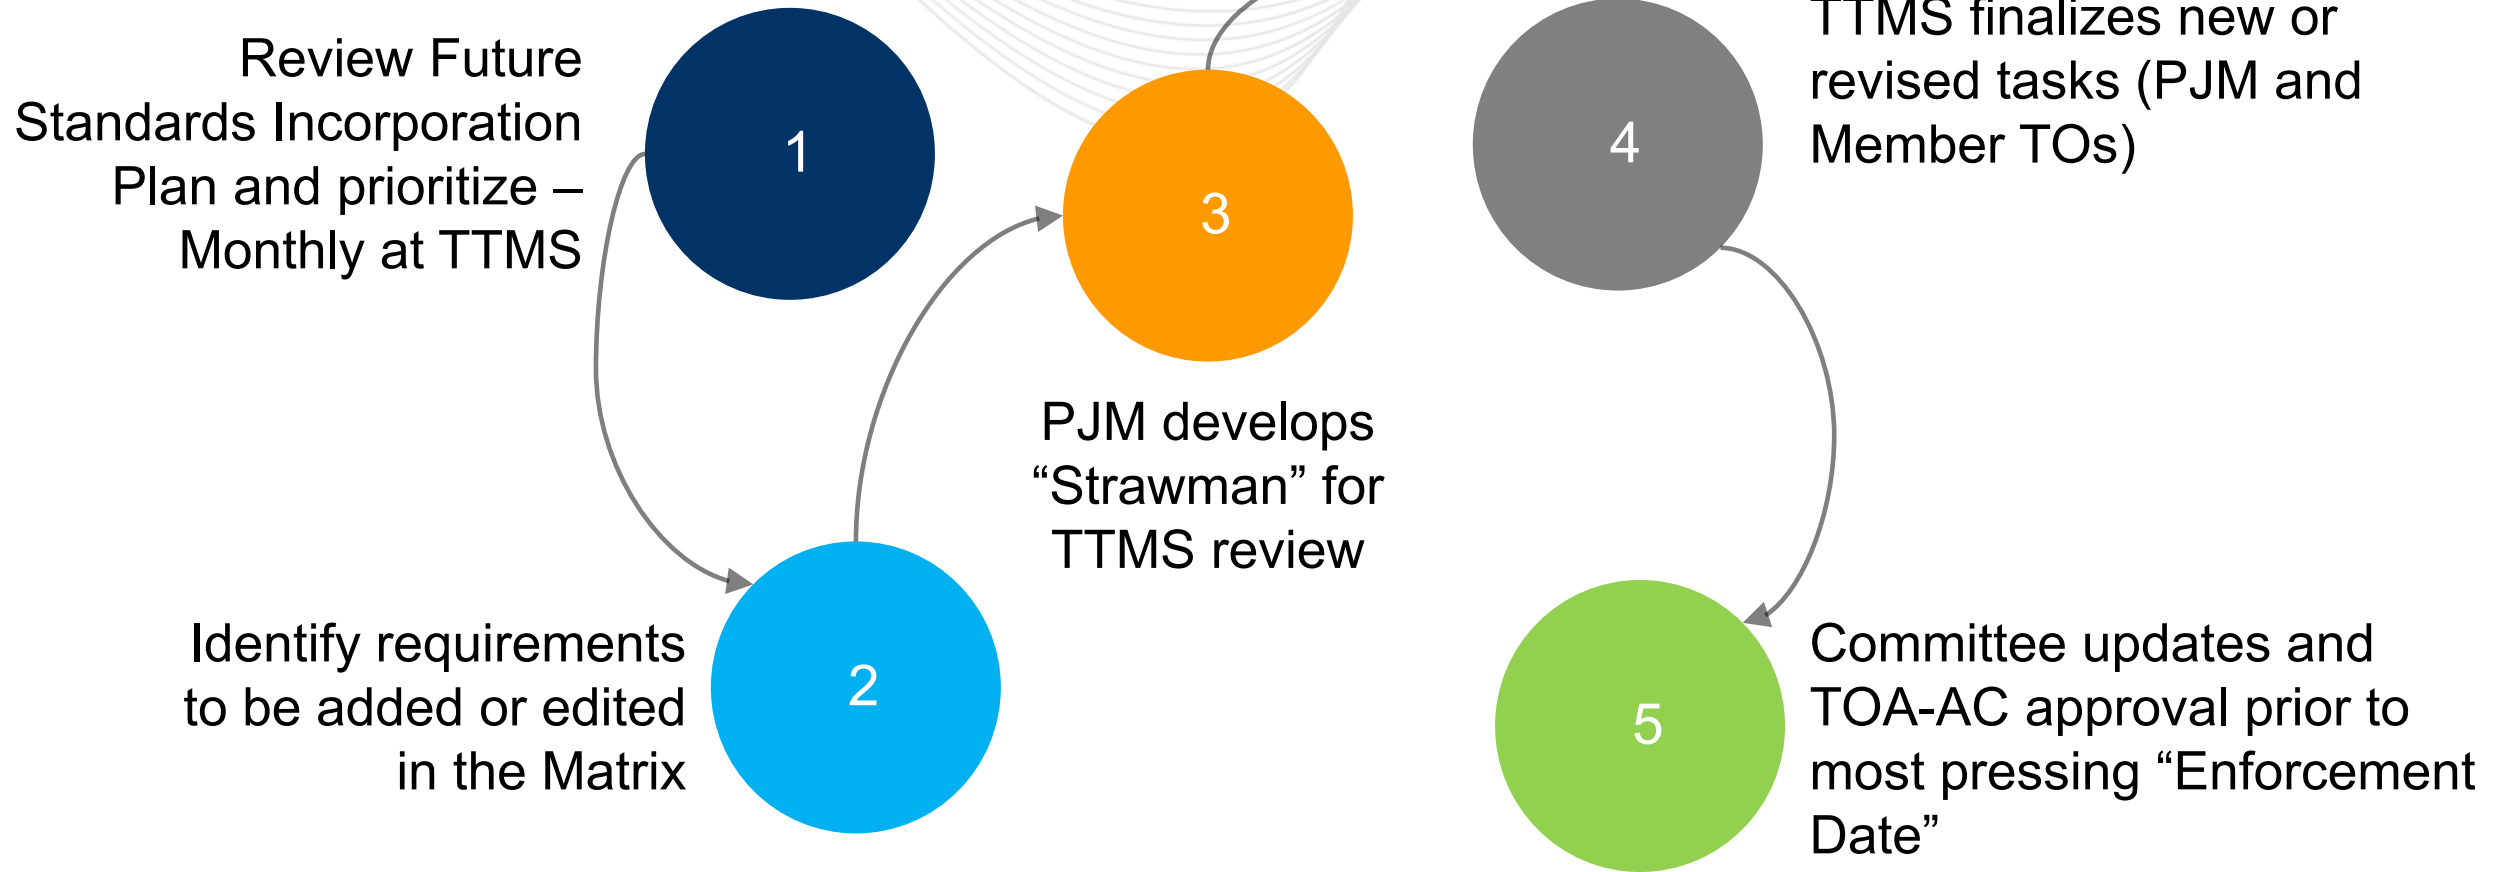 Review Future
Standards Incorporation
Plan and prioritize –
Monthly at TTMS
1
2
Identify requirements
to be added or edited
in the Matrix
3
PJM develops
“Strawman” for
TTMS review
4
TTMS finalizes new or
revised tasks (PJM and
Member TOs)
5
Committee updates and
TOA-AC approval prior to
most pressing “Enforcement
Date”